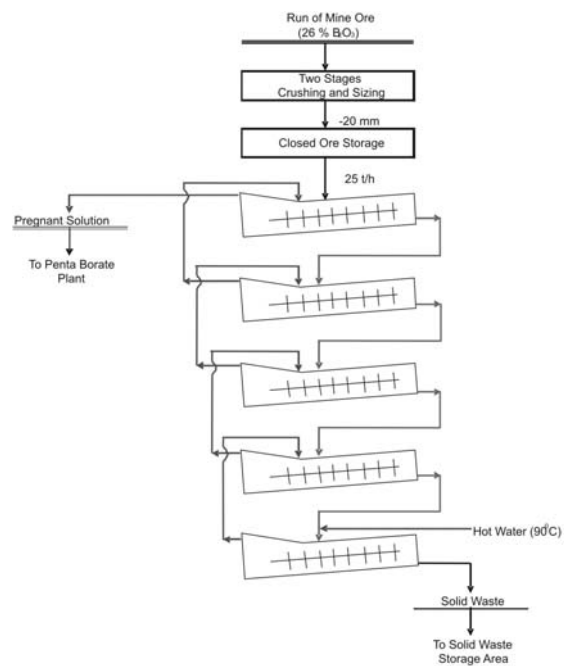 Run of Mine Ore
(26 % B₂O₃)
Two Stages
Crushing and Sizing
-20 mm
Closed Ore Storage
25 t/h
Pregnant Solution
To Penta Borate
Plant
Hot Water (90⁰C)
Solid Waste
To Solid Waste
Storage Area